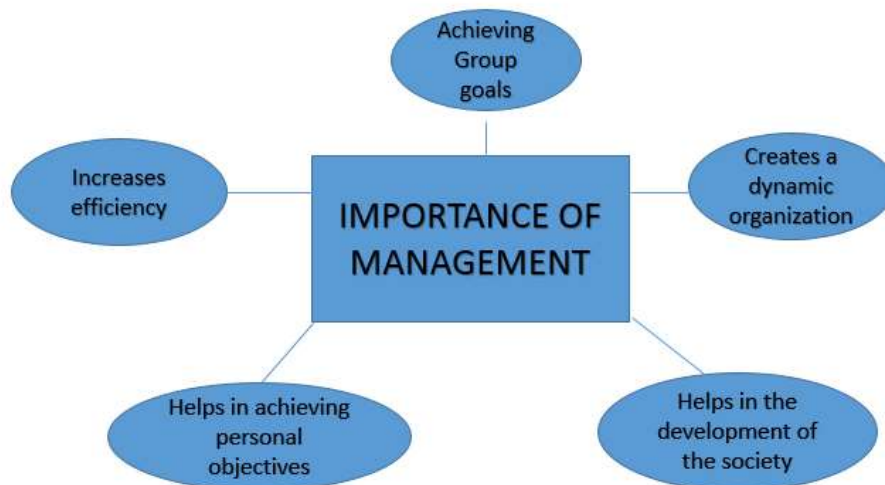 Achieving
Group
goals
Increases
efficiency
IMPORTANCE OF
MANAGEMENT
Creates a
dynamic
organization
Helps in achieving
personal
objectives
Helps in the
development of
the society